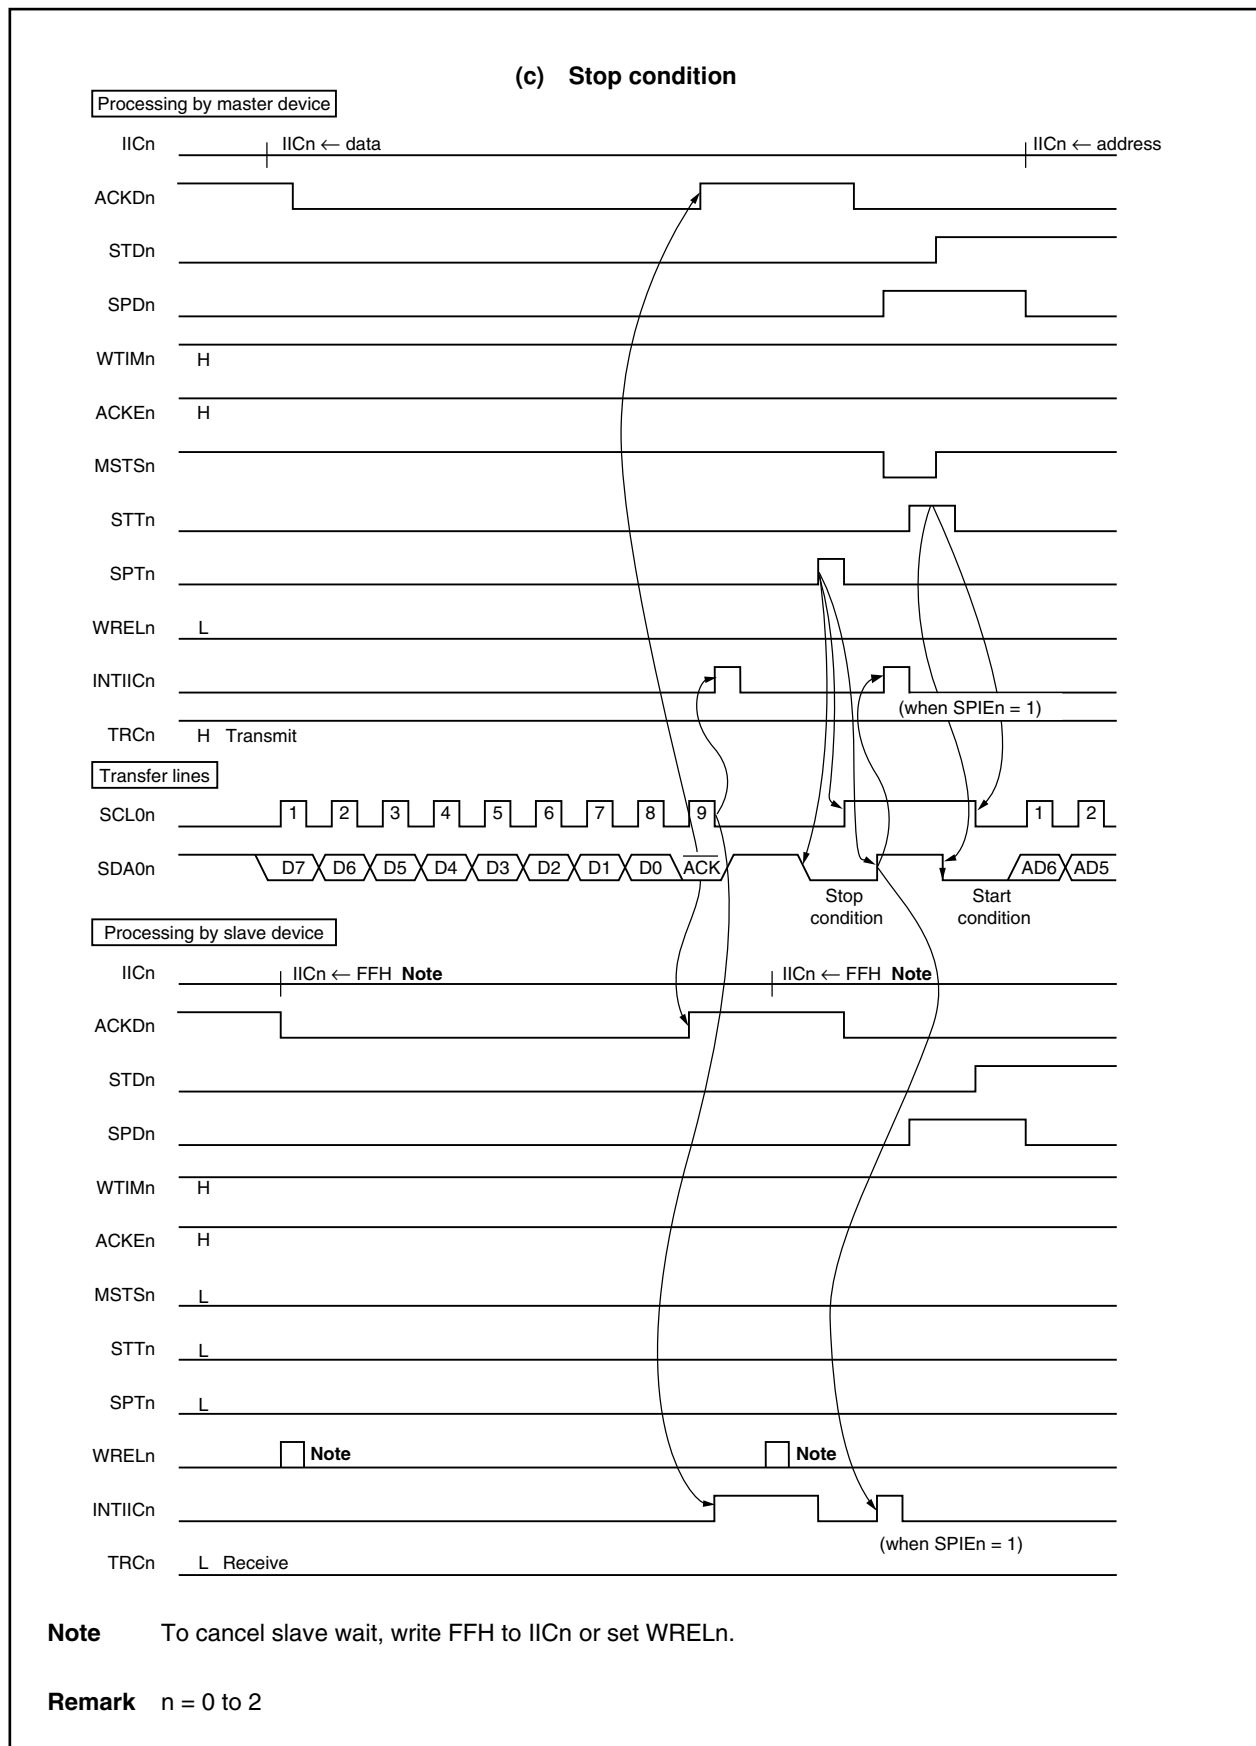 (c) Stop condition
Processing by master device
IICn IICn ← data IICn ← address
ACKDn
STDn
SPDn
WTIMn H
ACKEn H
MSTSn
STTn
SPTn
WRELn L
INTIICn
(when SPIEn = 1)
TRCn H Transmit
Transfer lines
SCL0n 1 2 3 4 5 6 7 8 9 1 2
SDA0n D7 D6 D5 D4 D3 D2 D1 D0 A̅C̅K̅ AD6 AD5
Stop condition Start condition
Processing by slave device
IICn IICn ← FFH Note IICn ← FFH Note
ACKDn
STDn
SPDn
WTIMn H
ACKEn H
MSTSn L
STTn L
SPTn L
WRELn Note Note
INTIICn
(when SPIEn = 1)
TRCn L Receive
Note To cancel slave wait, write FFH to IICn or set WRELn.
Remark n = 0 to 2